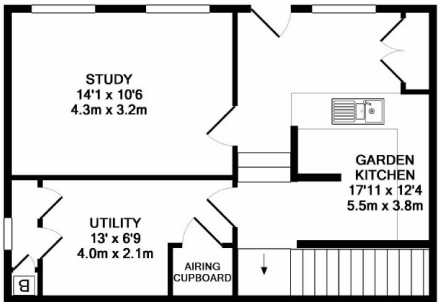 STUDY
14'1 x 10'6
4.3m x 3.2m
GARDEN
KITCHEN
17'11 x 12'4
5.5m x 3.8m
UTILITY
13' x 6'9
4.0m x 2.1m
AIRING
CUPBOARD
B